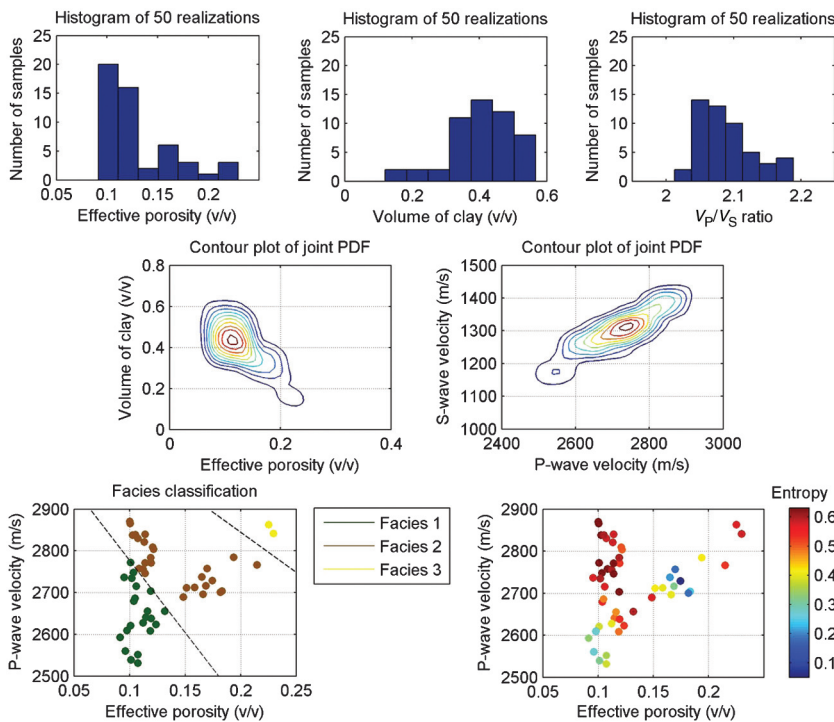 Histogram of 50 realizations
Number of samples
25
20
15
10
5
0
0.05 0.1 0.15 0.2
Effective porosity (v/v)
Histogram of 50 realizations
Number of samples
25
20
15
10
5
0
0 0.2 0.4 0.6
Volume of clay (v/v)
Histogram of 50 realizations
Number of samples
25
20
15
10
5
0
2 2.1 2.2
VP/VS ratio
Contour plot of joint PDF
Volume of clay (v/v)
0.8
0.6
0.4
0.2
0
0 0.2 0.4
Effective porosity (v/v)
Contour plot of joint PDF
S-wave velocity (m/s)
1500
1400
1300
1200
1100
1000
2400 2600 2800 3000
P-wave velocity (m/s)
Facies classification
P-wave velocity (m/s)
2900
2800
2700
2600
2500
0.05 0.1 0.15 0.2 0.25
Effective porosity (v/v)
Facies 1
Facies 2
Facies 3
P-wave velocity (m/s)
2900
2800
2700
2600
2500
0.05 0.1 0.15 0.2
Effective porosity (v/v)
Entropy
0.6
0.5
0.4
0.3
0.2
0.1